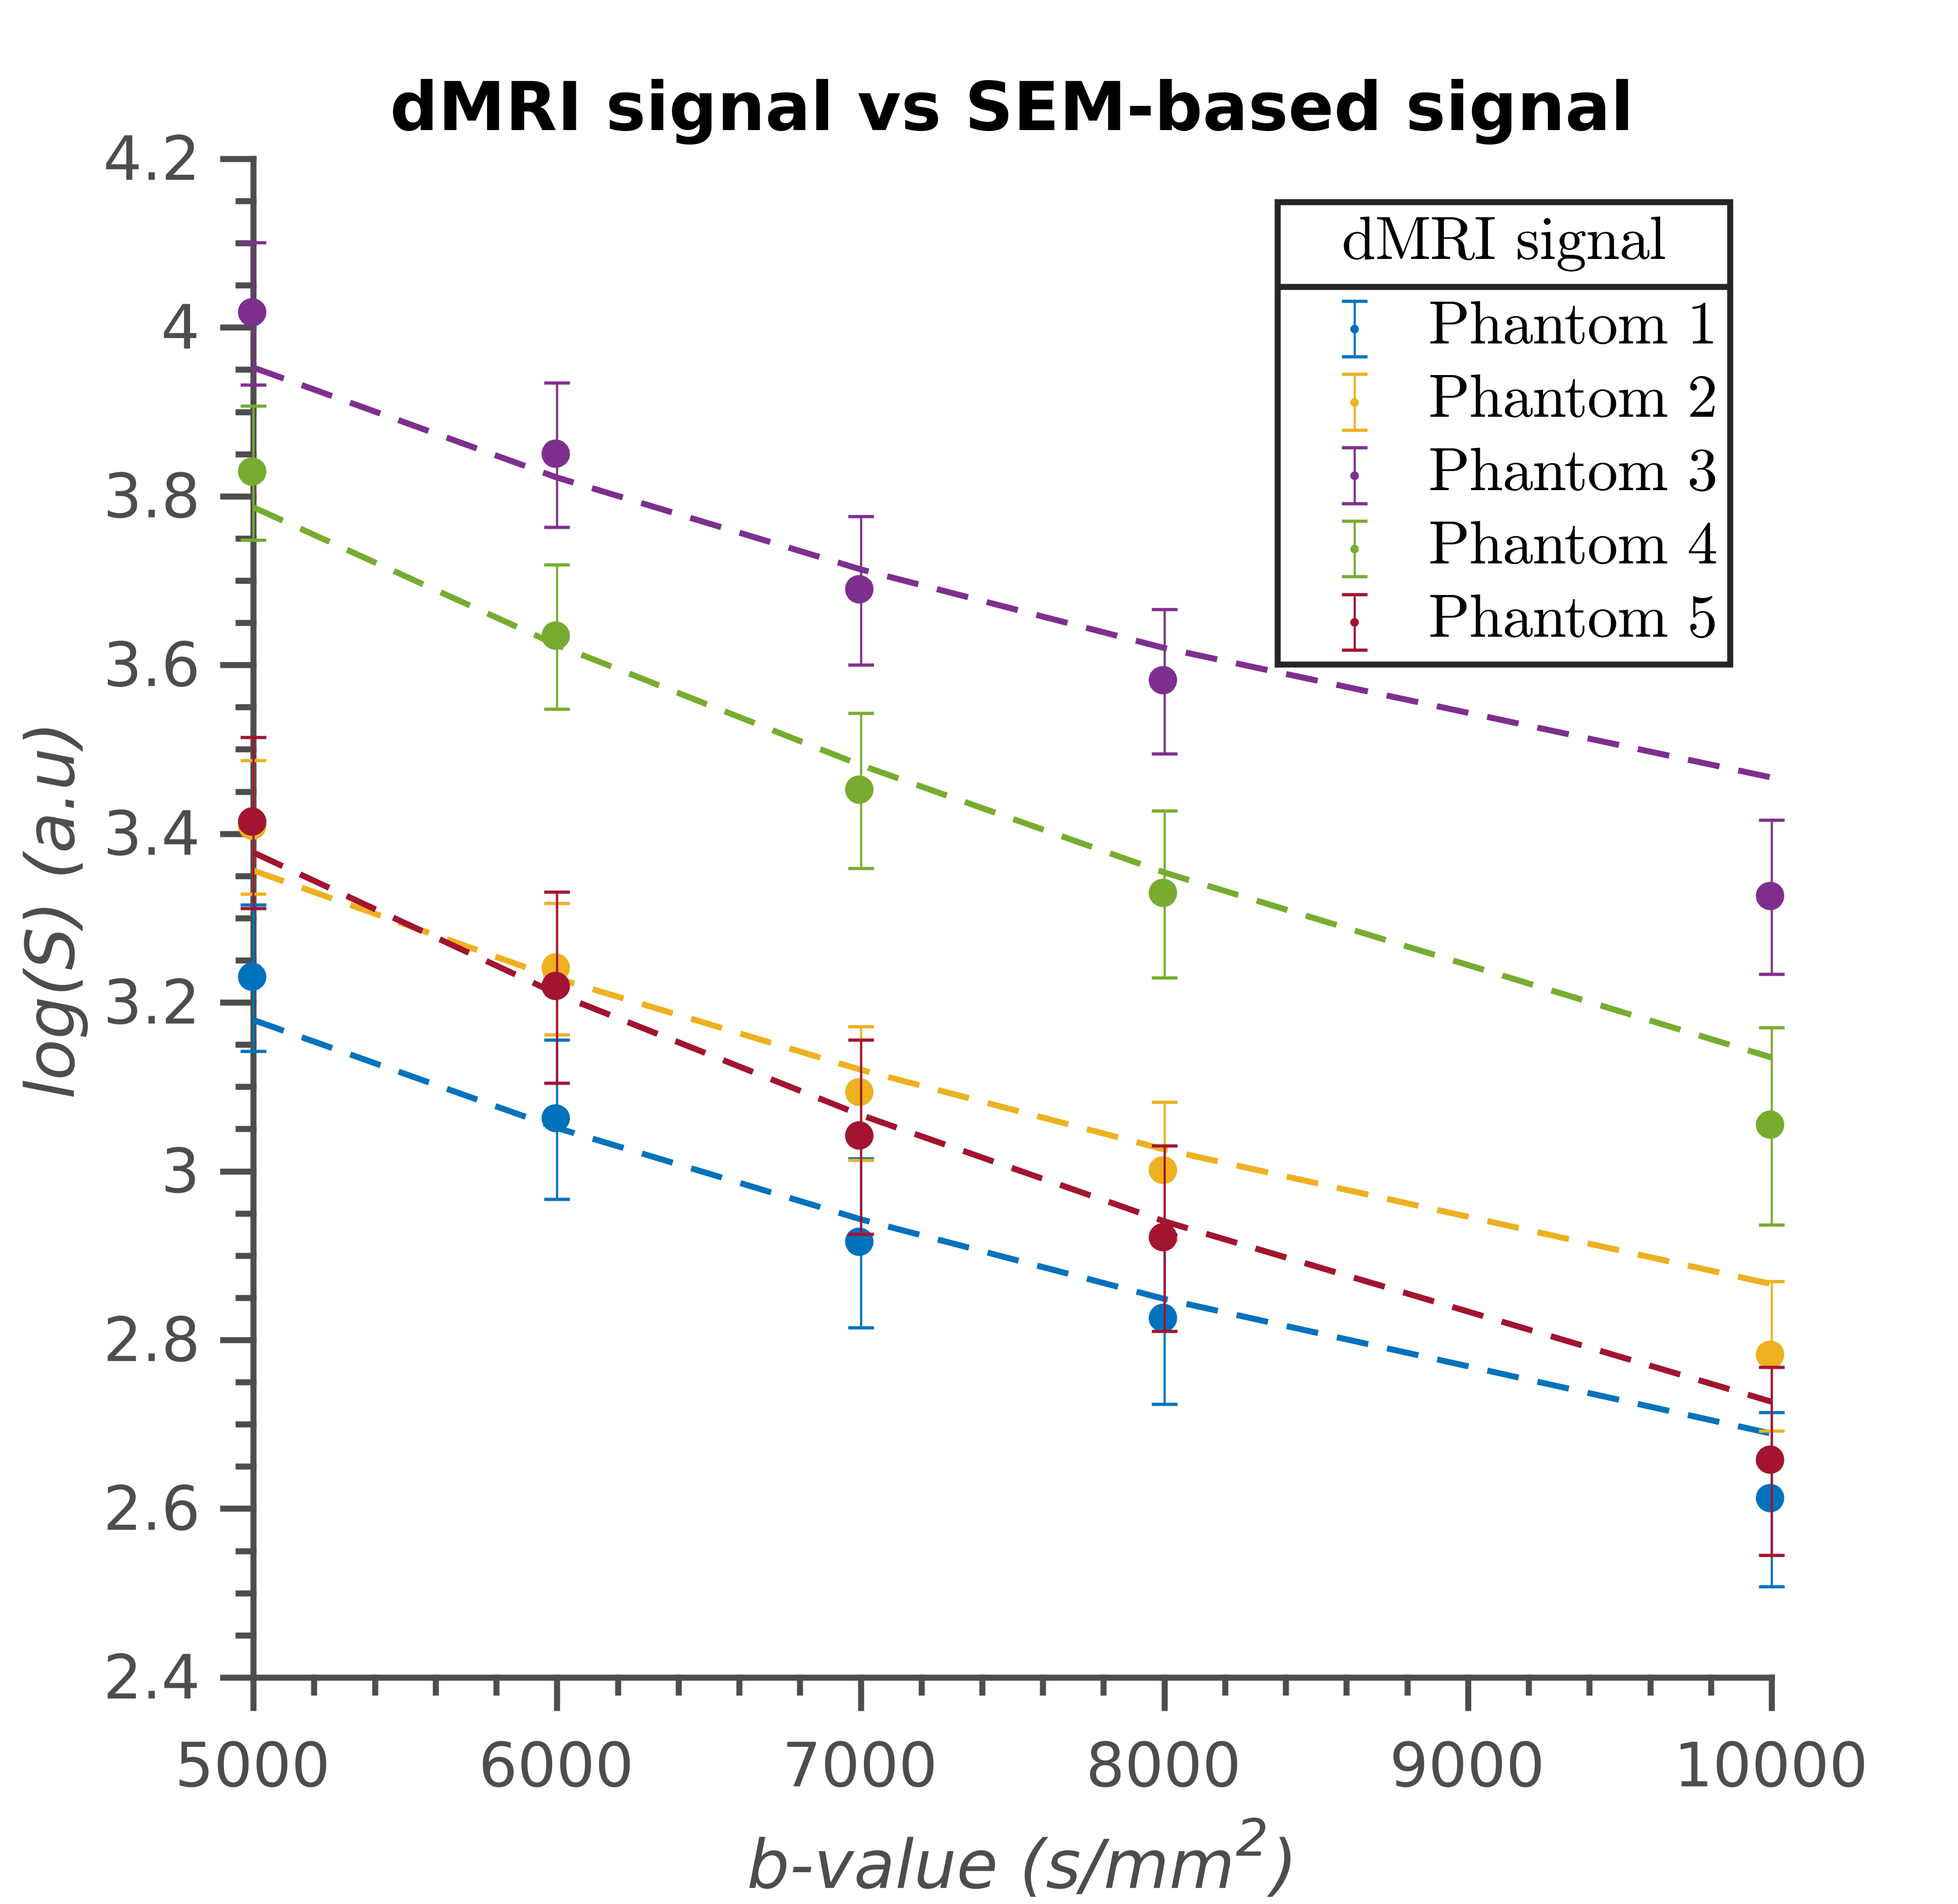 dMRI signal vs SEM-based signal
4.2
4
3.8
3.6
3.4
3.2
3
2.8
2.6
2.4
log(S) (a.u)
dMRI signal
Phantom 1
Phantom 2
Phantom 3
Phantom 4
Phantom 5
5000 6000 7000 8000 9000 10000
b-value (s/mm²)